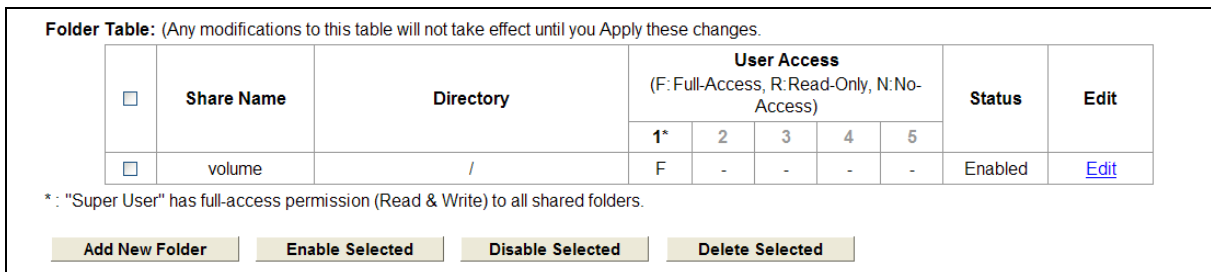 Folder Table: (Any modifications to this table will not take effect until you Apply these changes.
Share Name Directory User Access Status Edit
(F:Full-Access, R:Read-Only, N:No-
Access)
1* 2 3 4 5
volume / F - - - - Enabled Edit
* : "Super User" has full-access permission (Read & Write) to all shared folders.
Add New Folder Enable Selected Disable Selected Delete Selected